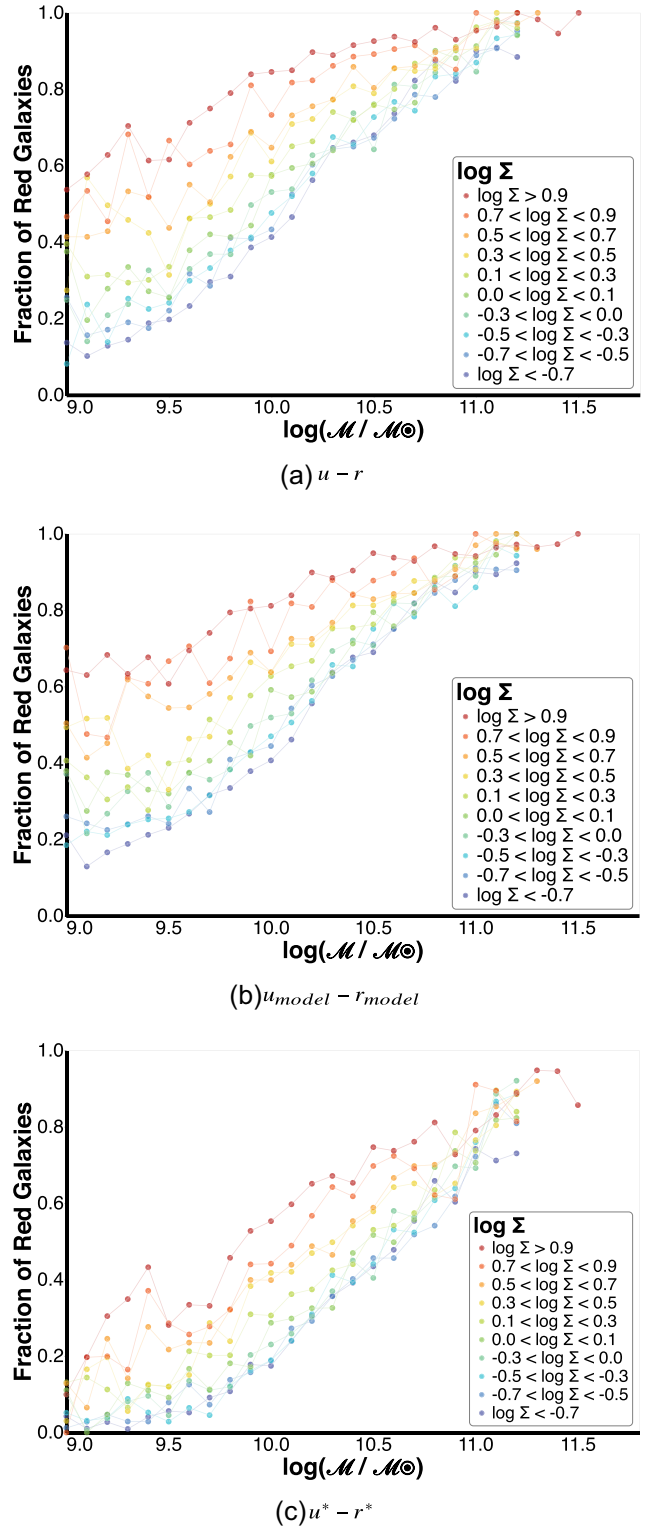 1.0
0.8
0.6
0.4
0.2
0.0
Fraction of Red Galaxies
log Σ
log Σ > 0.9
0.7 < log Σ < 0.9
0.5 < log Σ < 0.7
0.3 < log Σ < 0.5
0.1 < log Σ < 0.3
0.0 < log Σ < 0.1
-0.3 < log Σ < 0.0
-0.5 < log Σ < -0.3
-0.7 < log Σ < -0.5
log Σ < -0.7
9.0 9.5 10.0 10.5 11.0 11.5
log(ℳ / ℳ⊙)
(a) u − r
1.0
0.8
0.6
0.4
0.2
0.0
Fraction of Red Galaxies
log Σ
log Σ > 0.9
0.7 < log Σ < 0.9
0.5 < log Σ < 0.7
0.3 < log Σ < 0.5
0.1 < log Σ < 0.3
0.0 < log Σ < 0.1
-0.3 < log Σ < 0.0
-0.5 < log Σ < -0.3
-0.7 < log Σ < -0.5
log Σ < -0.7
9.0 9.5 10.0 10.5 11.0 11.5
log(ℳ / ℳ⊙)
(b) u_model − r_model
1.0
0.8
0.6
0.4
0.2
0.0
Fraction of Red Galaxies
log Σ
log Σ > 0.9
0.7 < log Σ < 0.9
0.5 < log Σ < 0.7
0.3 < log Σ < 0.5
0.1 < log Σ < 0.3
0.0 < log Σ < 0.1
-0.3 < log Σ < 0.0
-0.5 < log Σ < -0.3
-0.7 < log Σ < -0.5
log Σ < -0.7
9.0 9.5 10.0 10.5 11.0 11.5
log(ℳ / ℳ⊙)
(c) u* − r*